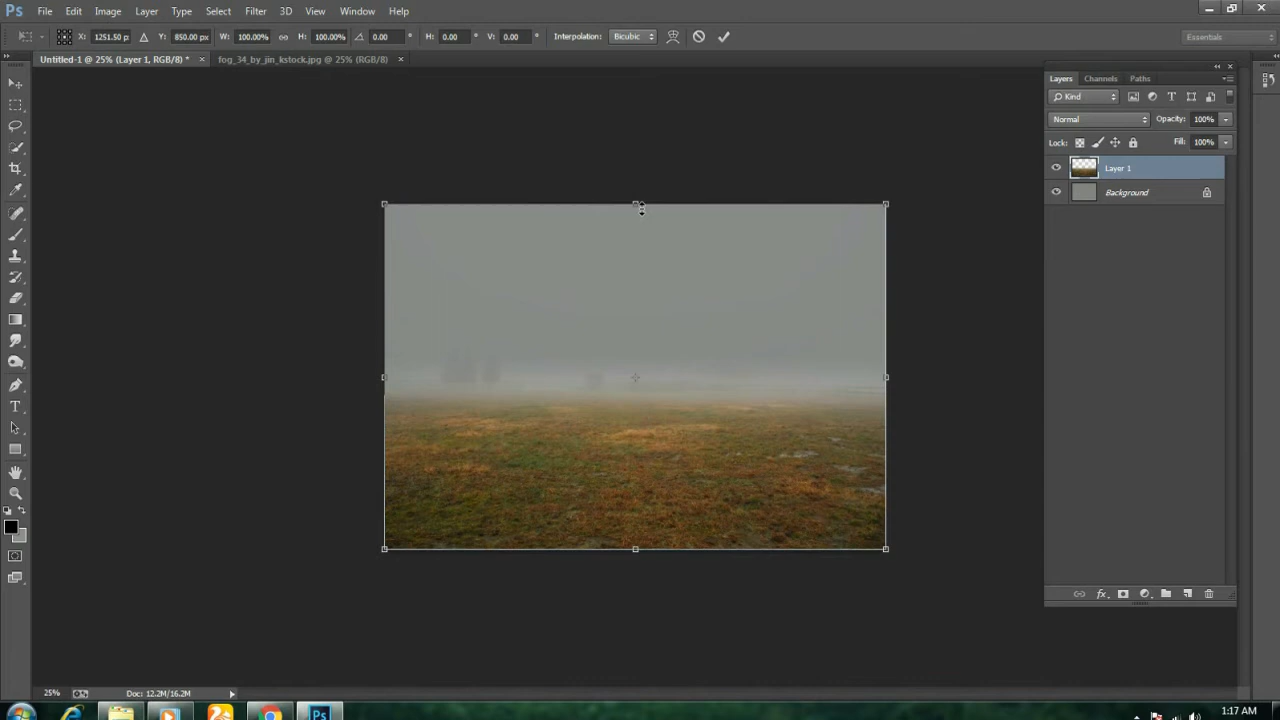 Ps File Edit Image Layer Type Select Filter 3D View Window Help
X: 1251.50 p Y: 850.00 px W: 100.00% H: 100.00% 0.00 ° H: 0.00 ° V: 0.00 ° Interpolation: Bicubic Essentials
Untitled-1 @ 25% (Layer 1, RGB/8) * × fog_34_by_jin_kstock.jpg @ 25% (RGB/8) ×
Layers Channels Paths
Kind
Normal Opacity: 100%
Lock: Fill: 100%
Layer 1
Background
25% Doc: 12.2M/16.2M
Ps 1:17 AM